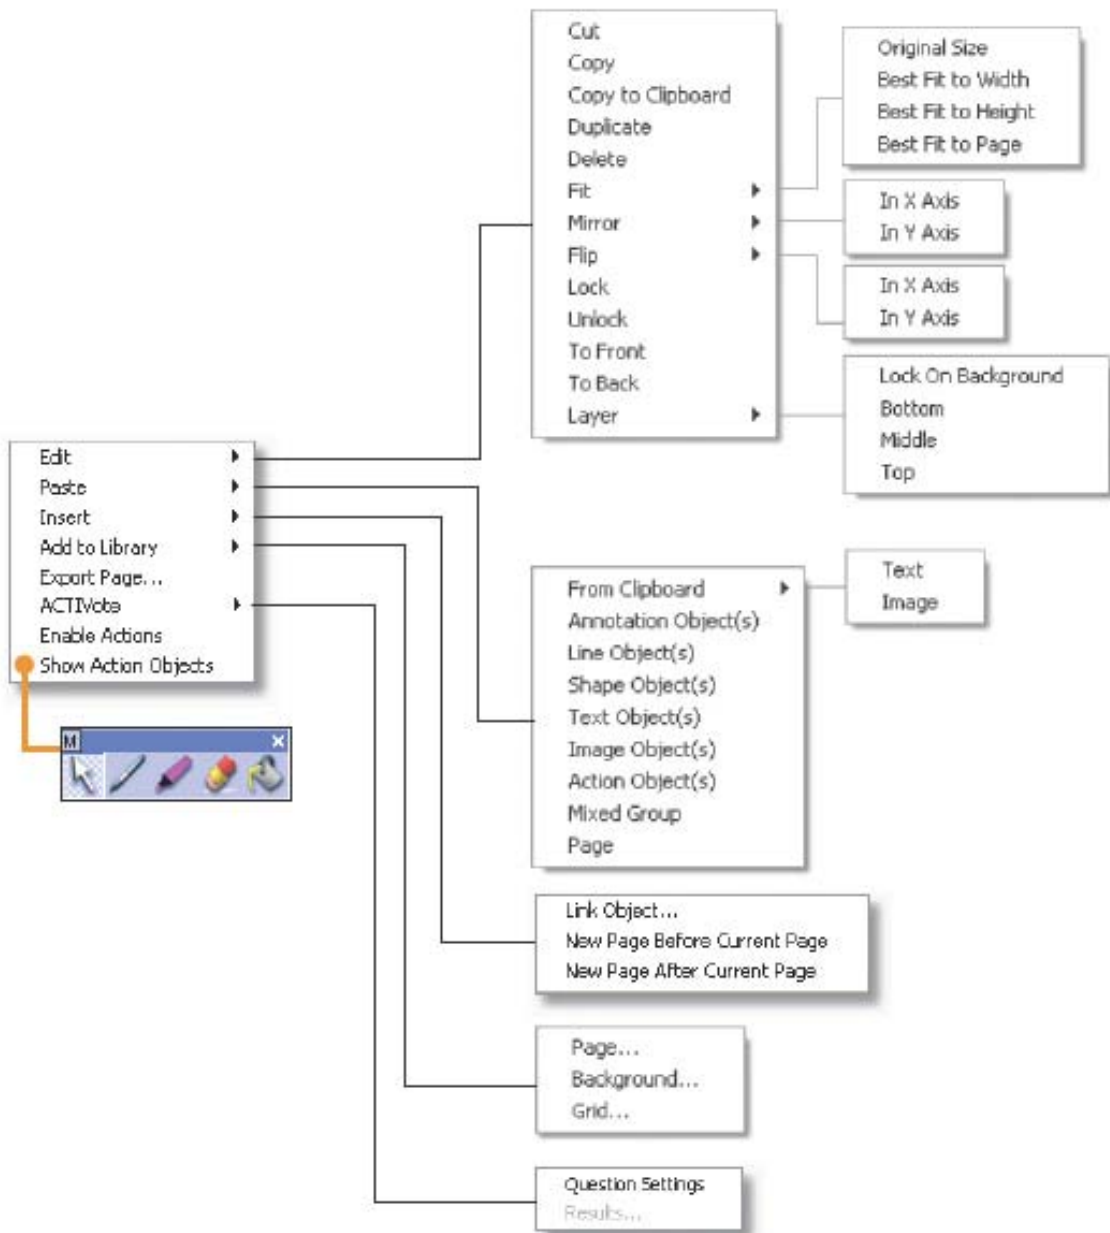 Cut
Copy
Copy to Clipboard
Duplicate
Delete
Fit
Mirror
Flip
Lock
Unlock
To Front
To Back
Layer
Original Size
Best Fit to Width
Best Fit to Height
Best Fit to Page
In X Axis
In Y Axis
In X Axis
In Y Axis
Lock On Background
Bottom
Middle
Top
Edit
Paste
Insert
Add to Library
Export Page...
ACTIVote
Enable Actions
Show Action Objects
M
From Clipboard
Annotation Object(s)
Line Object(s)
Shape Object(s)
Text Object(s)
Image Object(s)
Action Object(s)
Mixed Group
Page
Text
Image
Link Object...
New Page Before Current Page
New Page After Current Page
Page...
Background...
Grid...
Question Settings
Results...